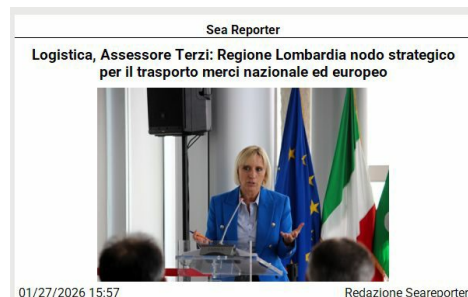 Sea Reporter
Logistica, Assessore Terzi: Regione Lombardia nodo strategico
per il trasporto merci nazionale ed europeo
01/27/2026 15:57
Redazione Seareporter